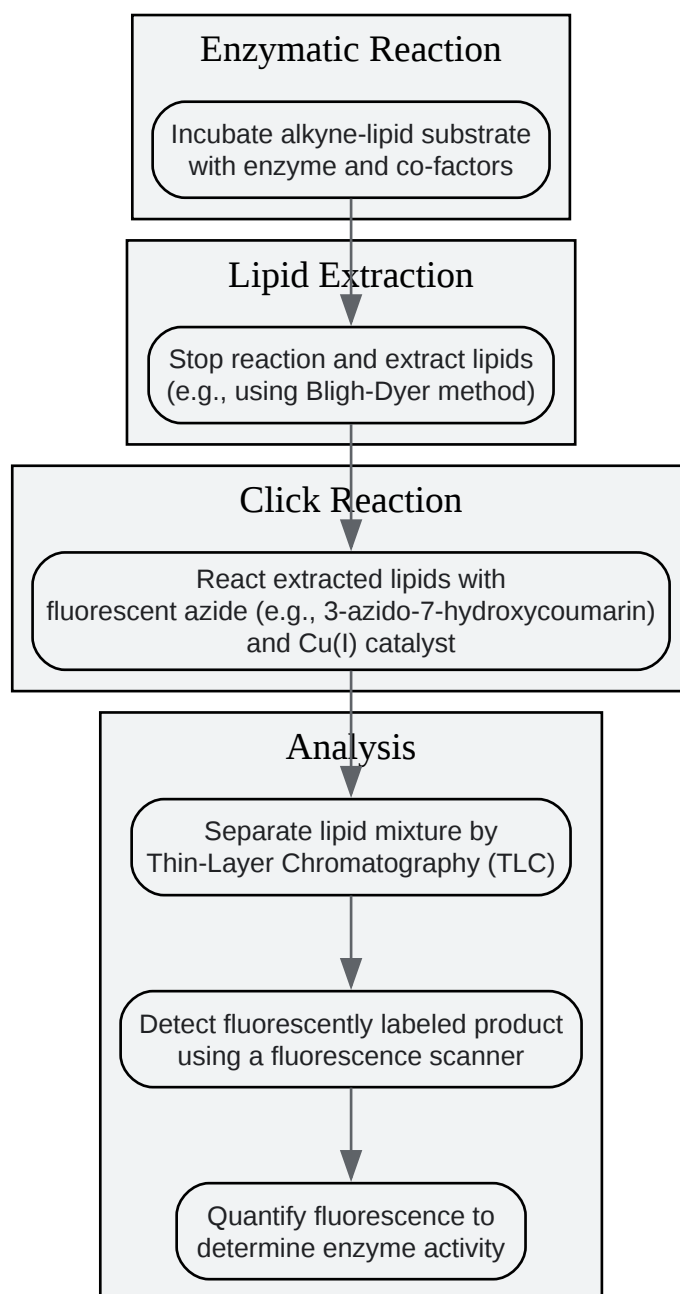 Enzymatic Reaction
Incubate alkyne-lipid substrate
with enzyme and co-factors
Lipid Extraction
Stop reaction and extract lipids
(e.g., using Bligh-Dyer method)
Click Reaction
React extracted lipids with
fluorescent azide (e.g., 3-azido-7-hydroxycoumarin)
and Cu(I) catalyst
Analysis
Separate lipid mixture by
Thin-Layer Chromatography (TLC)
Detect fluorescently labeled product
using a fluorescence scanner
Quantify fluorescence to
determine enzyme activity